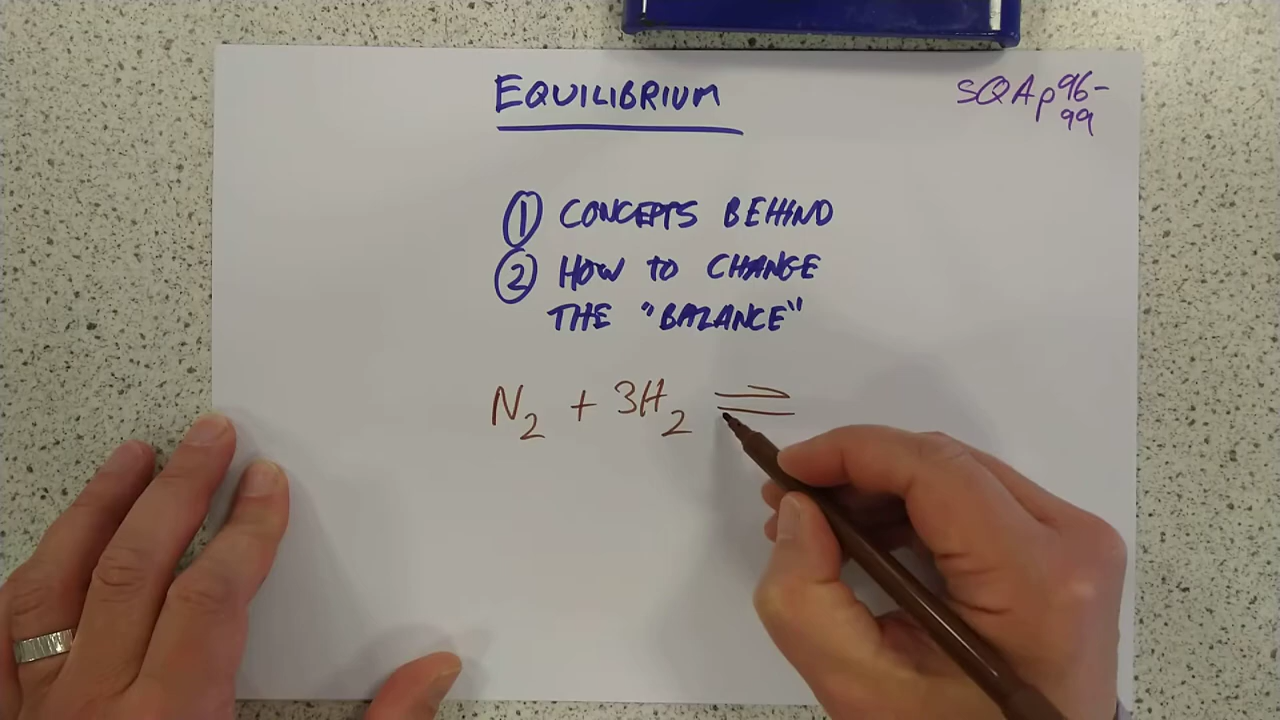 EQUILIBRIUM
SQA p96-
99
① CONCEPTS BEHIND
② HOW TO CHANGE
THE "BALANCE"
N₂ + 3H₂ ⇌